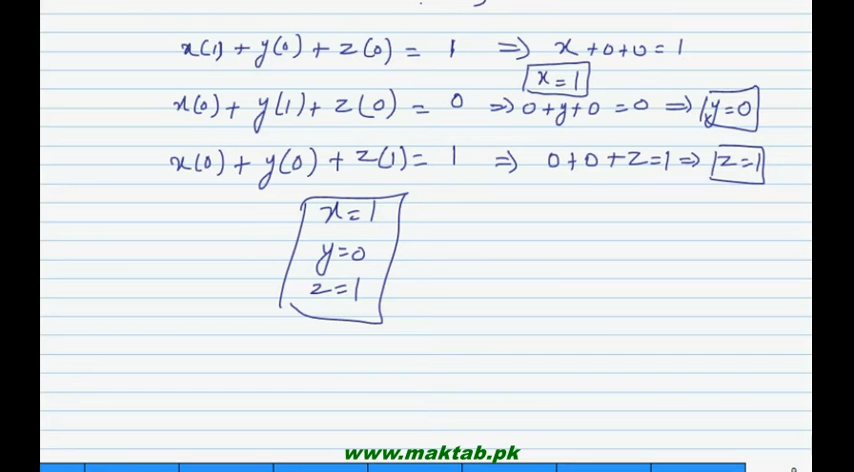 x(1) + y(0) + z(0) = 1 ⇒ x + 0 + 0 = 1
x = 1
x(0) + y(1) + z(0) = 0 ⇒ 0 + y + 0 = 0 ⇒ y = 0
x(0) + y(0) + z(1) = 1 ⇒ 0 + 0 + z = 1 ⇒ z = 1
x = 1
y = 0
z = 1
www.maktab.pk